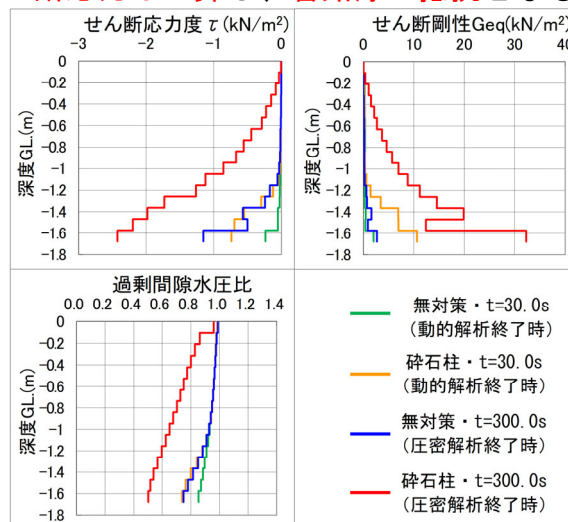 せん断応力度 τ(kN/m²)
-3 -2 -1 0
0
-0.2
-0.4
-0.6
-0.8
-1
-1.2
-1.4
-1.6
-1.8
深度GL.(m)
せん断剛性Geq(kN/m²)
0 10 20 30 40
0
-0.2
-0.4
-0.6
-0.8
-1
-1.2
-1.4
-1.6
-1.8
深度GL.(m)
過剰間隙水圧比
0.0 0.2 0.4 0.6 0.8 1.0 1.2 1.4
0
-0.2
-0.4
-0.6
-0.8
-1
-1.2
-1.4
-1.6
-1.8
深度GL.(m)
無対策・t=30.0s
(動的解析終了時)
砕石柱・t=30.0s
(動的解析終了時)
無対策・t=300.0s
(圧密解析終了時)
砕石柱・t=300.0s
(圧密解析終了時)